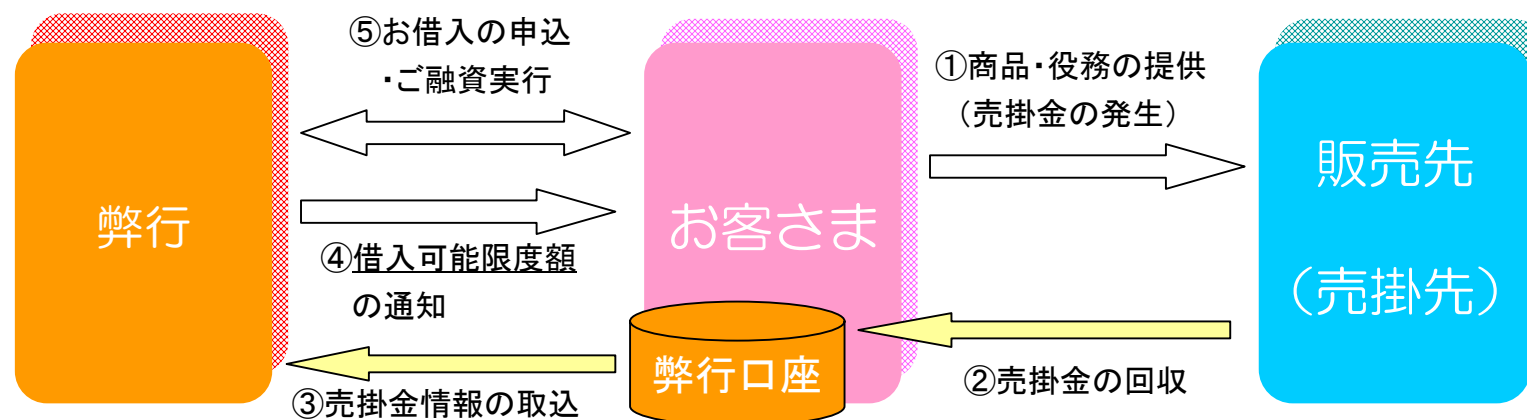 ⑤お借入の申込
・ご融資実行
①商品・役務の提供
（売掛金の発生）
弊行
お客さま
販売先
（売掛先）
④借入可能限度額
の通知
弊行口座
②売掛金の回収
③売掛金情報の取込